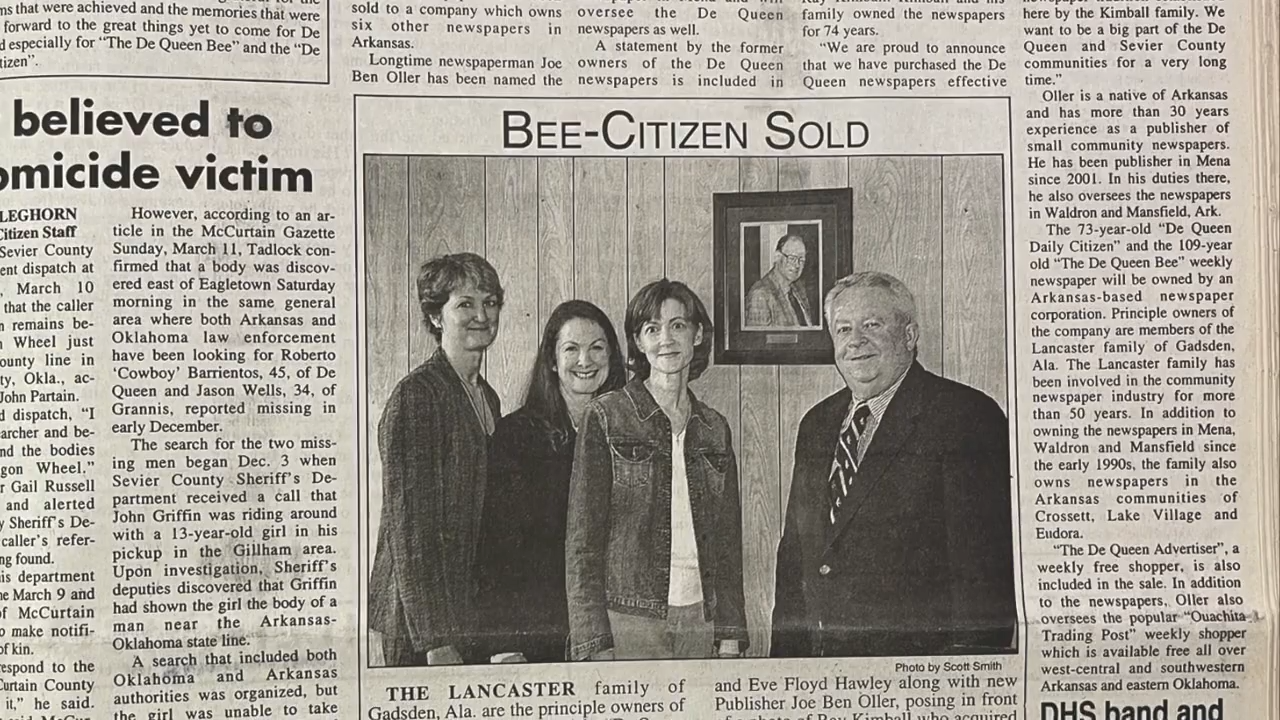 ms that were achieved and the memories that were
forward to the great things yet to come for De
d especially for "The De Queen Bee" and the "De
tizen".
believed to
omicide victim
LEGHORN
Citizen Staff
Sevier County
ent dispatch at
, March 10
that the caller
n remains be-
Wheel just
ounty line in
ty, Okla., ac-
John Partain.
d dispatch, "I
earcher and be-
nd the bodies
gon Wheel."
r Gail Russell
and alerted
y Sheriff's De-
caller's refer-
ng found.
is department
ne March 9 and
of McCurtain
o make notifi-
of kin.
respond to the
Curtain County
it," he said.
However, according to an ar-
ticle in the McCurtain Gazette
Sunday, March 11, Tadlock con-
firmed that a body was discov-
ered east of Eagletown Saturday
morning in the same general
area where both Arkansas and
Oklahoma law enforcement
have been looking for Roberto
'Cowboy' Barrientos, 45, of De
Queen and Jason Wells, 34, of
Grannis, reported missing in
early December.
The search for the two miss-
ing men began Dec. 3 when
Sevier County Sheriff's De-
partment received a call that
John Griffin was riding around
with a 13-year-old girl in his
pickup in the Gillham area.
Upon investigation, Sheriff's
deputies discovered that Griffin
had shown the girl the body of a
man near the Arkansas-
Oklahoma state line.
A search that included both
Oklahoma and Arkansas
authorities was organized, but
the girl was unable to take
sold to a company which owns
six other newspapers in
Arkansas.
Longtime newspaperman Joe
Ben Oller has been named the
oversee the De Queen
newspapers as well.
A statement by the former
owners of the De Queen
newspapers is included in
family owned the newspapers
for 74 years.
"We are proud to announce
that we have purchased the De
Queen newspapers effective
here by the Kimball family. We
want to be a big part of the De
Queen and Sevier County
communities for a very long
time."
Oller is a native of Arkansas
and has more than 30 years
experience as a publisher of
small community newspapers.
He has been publisher in Mena
since 2001. In his duties there,
he also oversees the newspapers
in Waldron and Mansfield, Ark.
The 73-year-old "De Queen
Daily Citizen" and the 109-year
old "The De Queen Bee" weekly
newspaper will be owned by an
Arkansas-based newspaper
corporation. Principle owners of
the company are members of the
Lancaster family of Gadsden,
Ala. The Lancaster family has
been involved in the community
newspaper industry for more
than 50 years. In addition to
owning the newspapers in Mena,
Waldron and Mansfield since
the early 1990s, the family also
owns newspapers in the
Arkansas communities of
Crossett, Lake Village and
Eudora.
"The De Queen Advertiser", a
weekly free shopper, is also
included in the sale. In addition
to the newspapers, Oller also
oversees the popular "Ouachita
Trading Post" weekly shopper
which is available free all over
west-central and southwestern
Arkansas and eastern Oklahoma.
DHS band and
BEE-CITIZEN SOLD
Photo by Scott Smith
THE LANCASTER family of
Gadsden, Ala. are the principle owners of
and Eve Floyd Hawley along with new
Publisher Joe Ben Oller, posing in front
of a photo of Ray Kimball who acquired